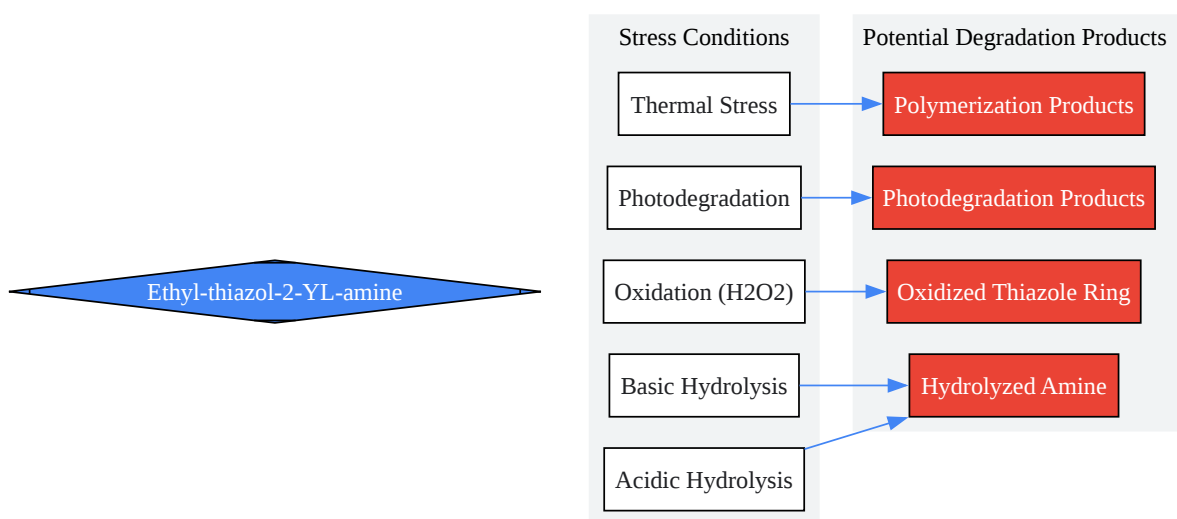 Stress Conditions
Potential Degradation Products
Thermal Stress
Polymerization Products
Photodegradation
Photodegradation Products
Ethyl-thiazol-2-YL-amine
Oxidation (H2O2)
Oxidized Thiazole Ring
Basic Hydrolysis
Hydrolyzed Amine
Acidic Hydrolysis